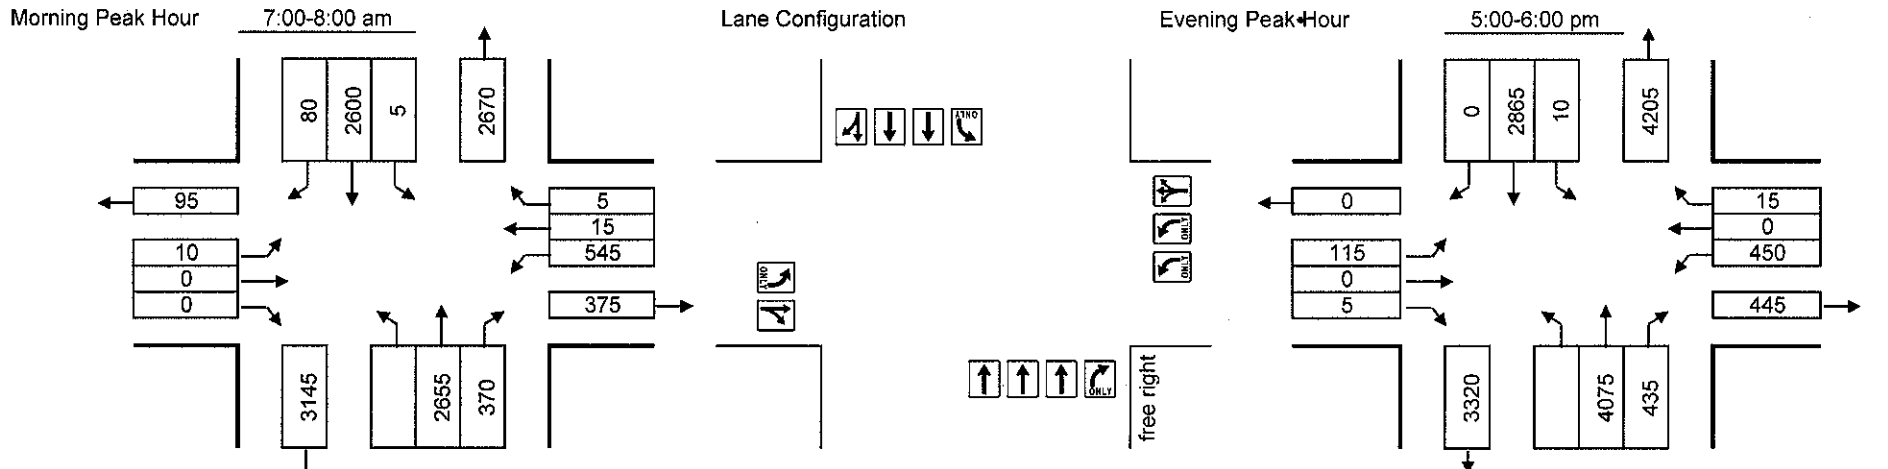 Morning Peak Hour 7:00-8:00 am Lane Configuration Evening Peak Hour 5:00-6:00 pm
80 2600 5 2670
95
10
0
0
5
15
545
375
3145 2655 370
ONLY
ONLY
ONLY
ONLY
ONLY
free right
0 2865 10 4205
0
115
0
5
15
0
450
445
3320 4075 435